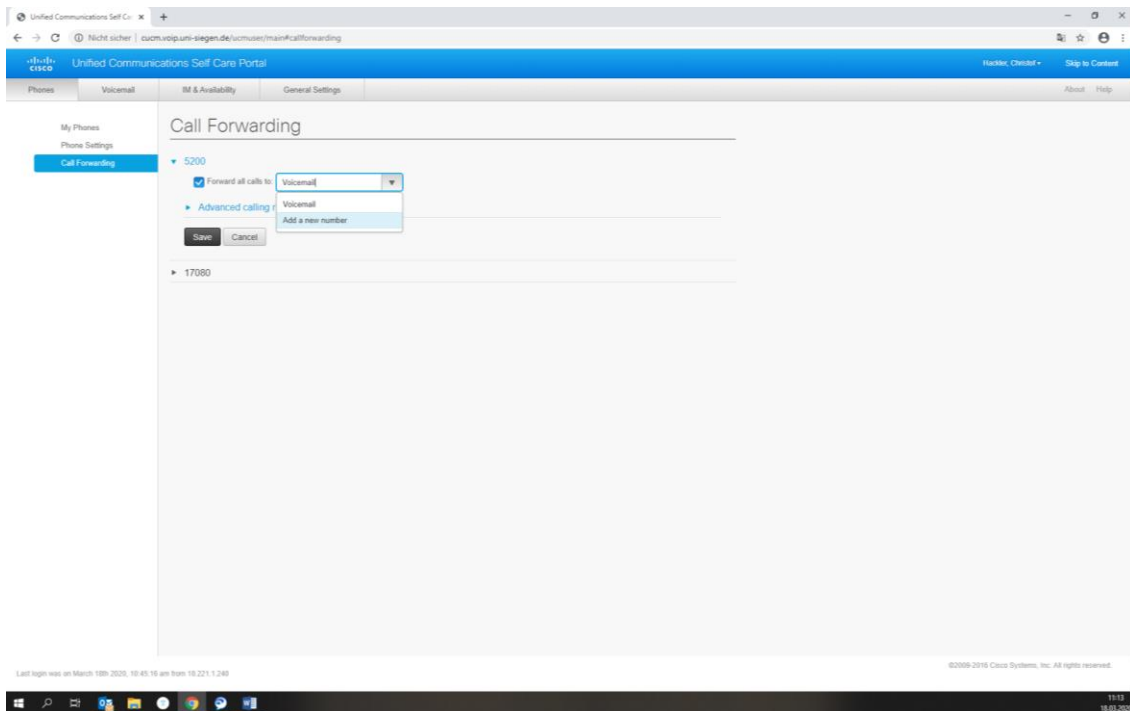 Unified Communications Self C
Nicht sicher | cucm.voip.uni-siegen.de/ucmuser/main#callforwarding
CISCO Unified Communications Self Care Portal Hackler, Christof Skip to Content
Phones Voicemail IM & Availability General Settings About Help
My Phones
Phone Settings
Call Forwarding
Call Forwarding
5200
Forward all calls to: Voicemail
Voicemail
Add a new number
Advanced calling r
Save Cancel
17080
Last login was on March 18th 2020, 10:45:16 am from 10.221.1.240
©2009-2016 Cisco Systems, Inc. All rights reserved.
11:13
18.03.2020